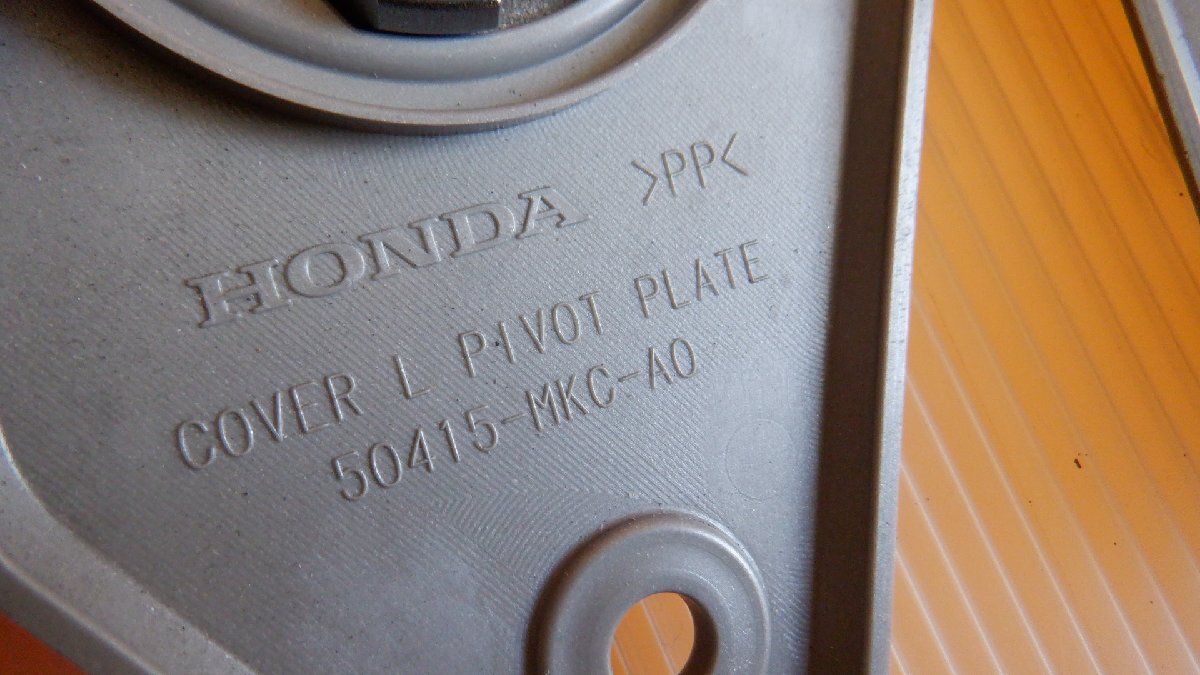 HONDA >PP<
COVER L PIVOT PLATE
50415-MKC-A0